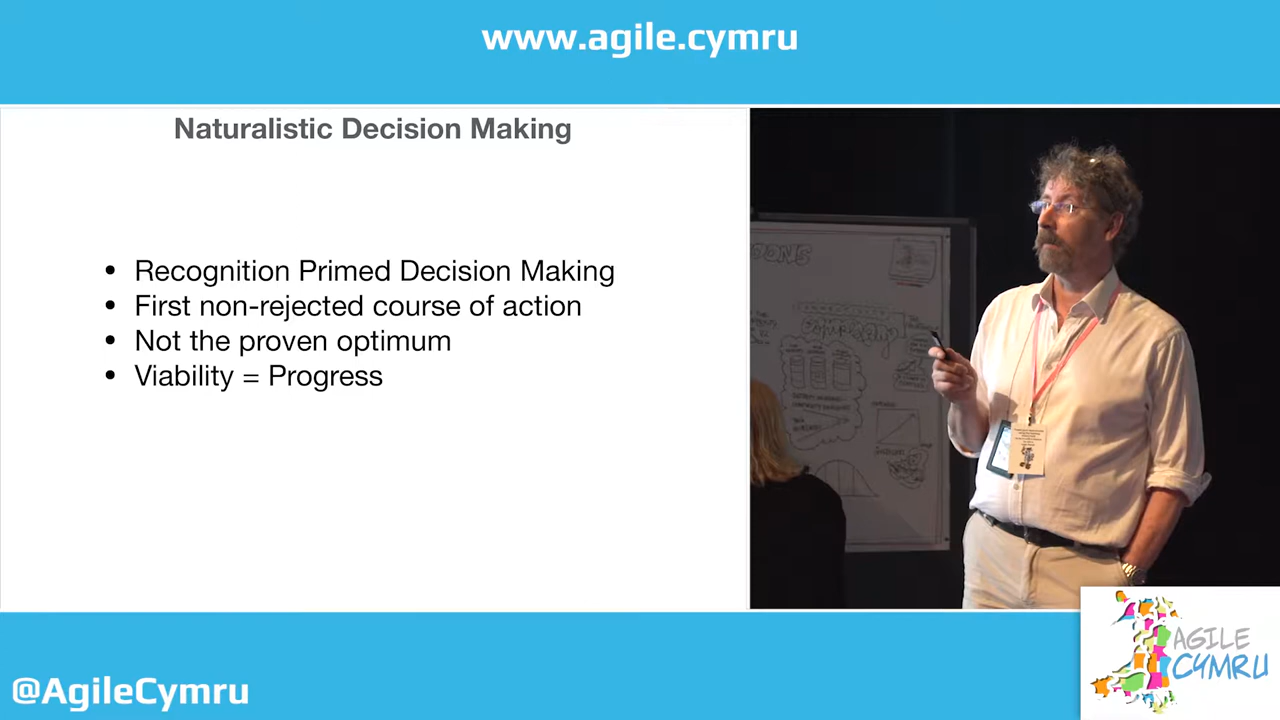 www.agile.cymru
Naturalistic Decision Making
• Recognition Primed Decision Making
• First non-rejected course of action
• Not the proven optimum
• Viability = Progress
@AgileCymru
AGILE
CYMRU